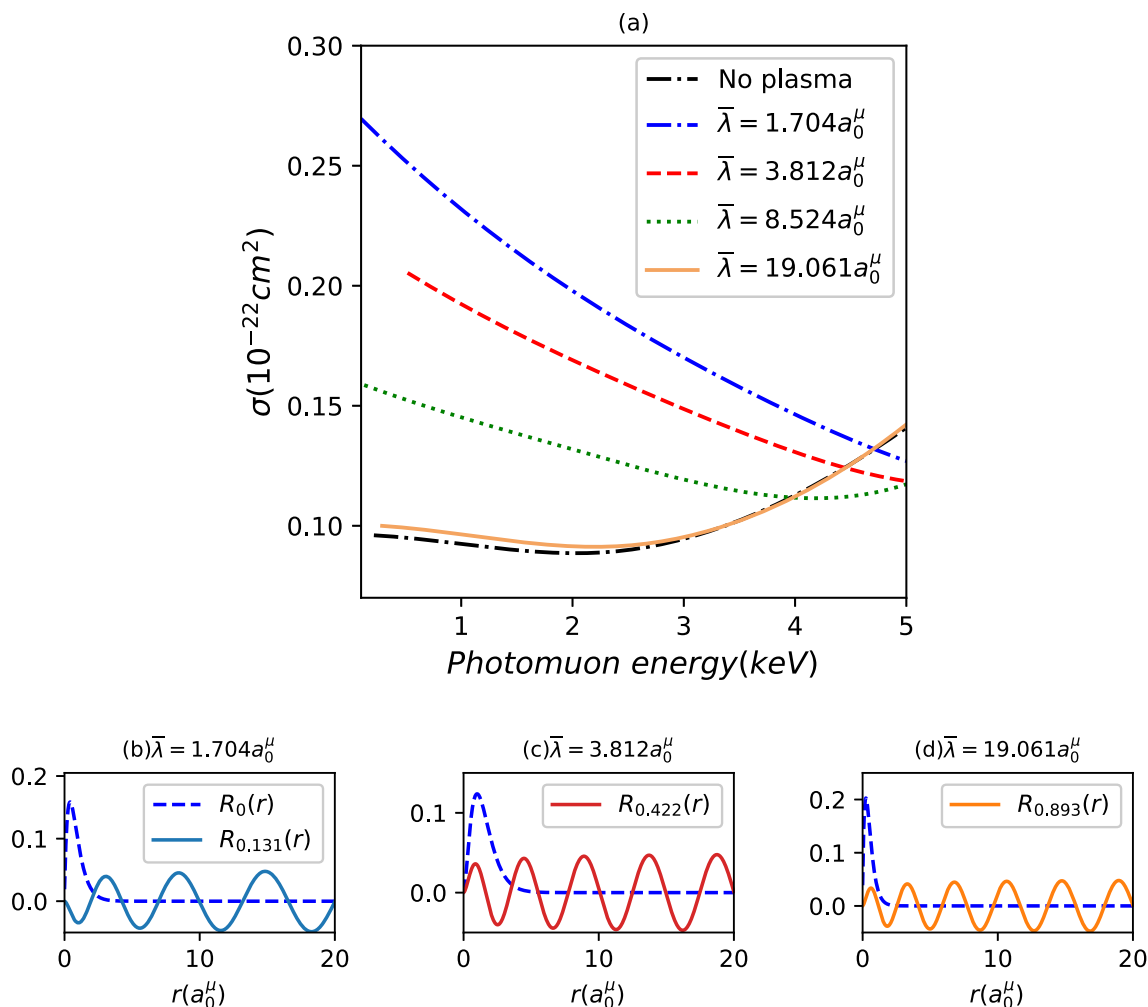 (a)
0.30
0.25
0.20
0.15
0.10
σ(10⁻²²cm²)
No plasma
λ̅ = 1.704a₀^μ
λ̅ = 3.812a₀^μ
λ̅ = 8.524a₀^μ
λ̅ = 19.061a₀^μ
1 2 3 4 5
Photomuon energy(keV)
(b)λ̅ = 1.704a₀^μ
0.2
0.1
0.0
R₀(r)
R₀.₁₃₁(r)
0 10 20
r(a₀^μ)
(c)λ̅ = 3.812a₀^μ
0.1
0.0
R₀.₄₂₂(r)
0 10 20
r(a₀^μ)
(d)λ̅ = 19.061a₀^μ
0.2
0.1
0.0
R₀.₈₉₃(r)
0 10 20
r(a₀^μ)